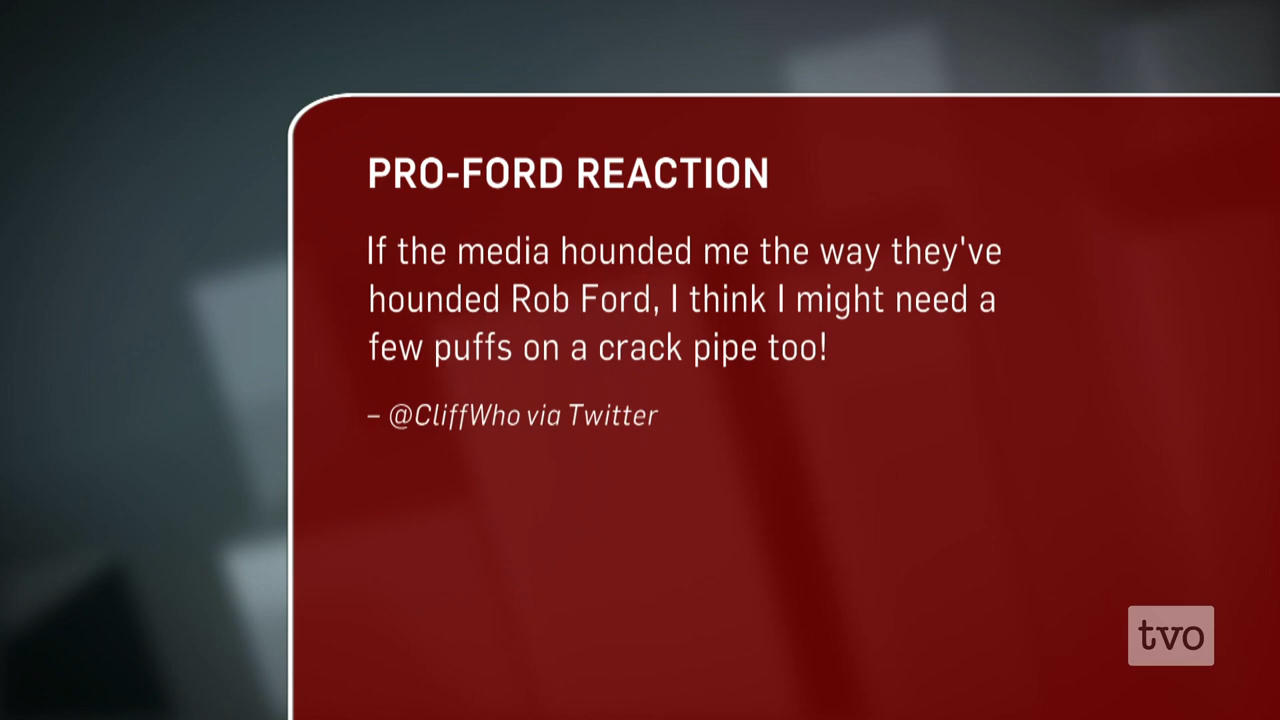 PRO-FORD REACTION
If the media hounded me the way they've
hounded Rob Ford, I think I might need a
few puffs on a crack pipe too!
– @CliffWho via Twitter
tvo